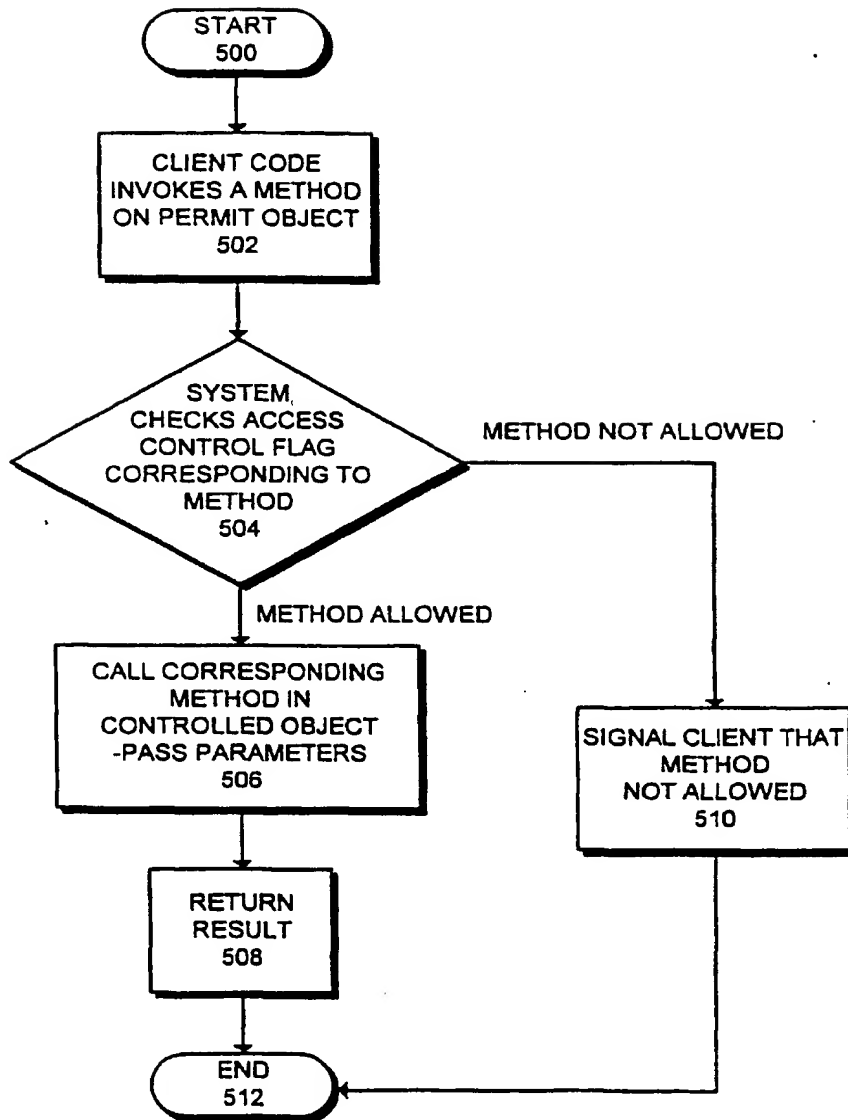 START
500
CLIENT CODE
INVOKES A METHOD
ON PERMIT OBJECT
502
SYSTEM
CHECKS ACCESS
CONTROL FLAG
CORRESPONDING TO
METHOD
504
METHOD NOT ALLOWED
METHOD ALLOWED
CALL CORRESPONDING
METHOD IN
CONTROLLED OBJECT
-PASS PARAMETERS
506
SIGNAL CLIENT THAT
METHOD
NOT ALLOWED
510
RETURN
RESULT
508
END
512